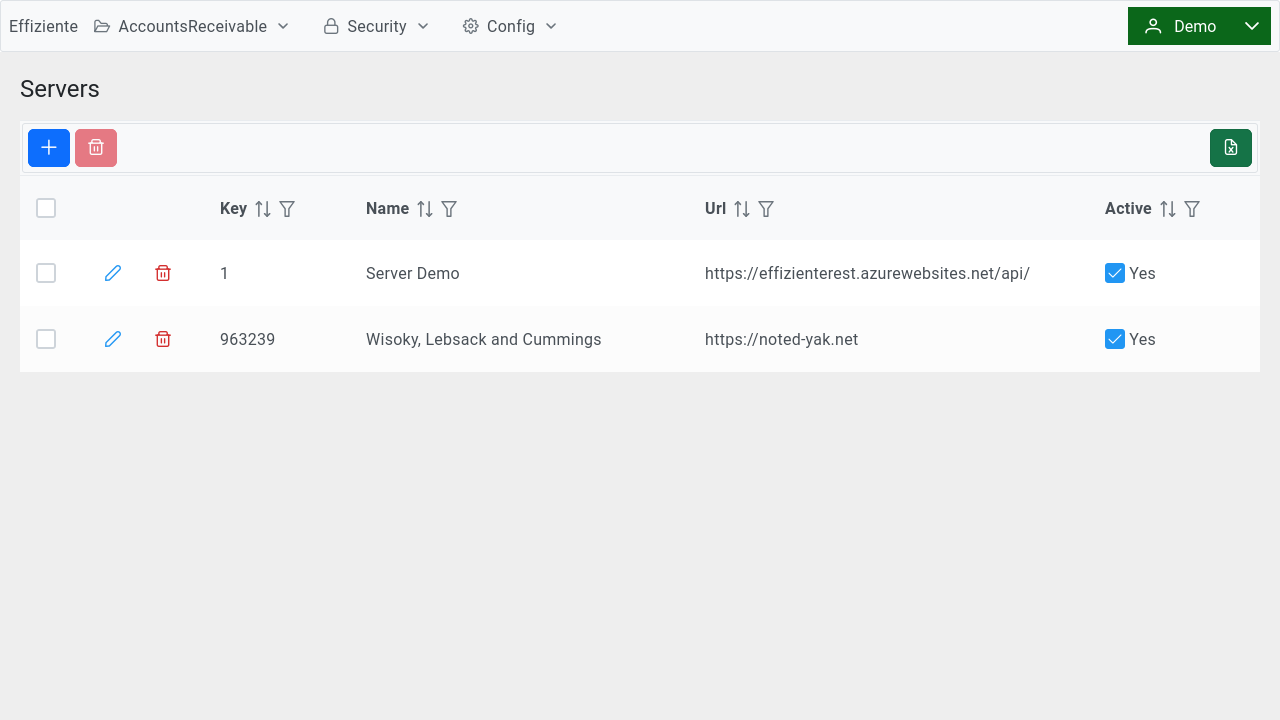 Effiziente AccountsReceivable Security Config Demo
Servers
Key Name Url Active
1 Server Demo https://effizienterest.azurewebsites.net/api/ Yes
963239 Wisoky, Lebsack and Cummings https://noted-yak.net Yes